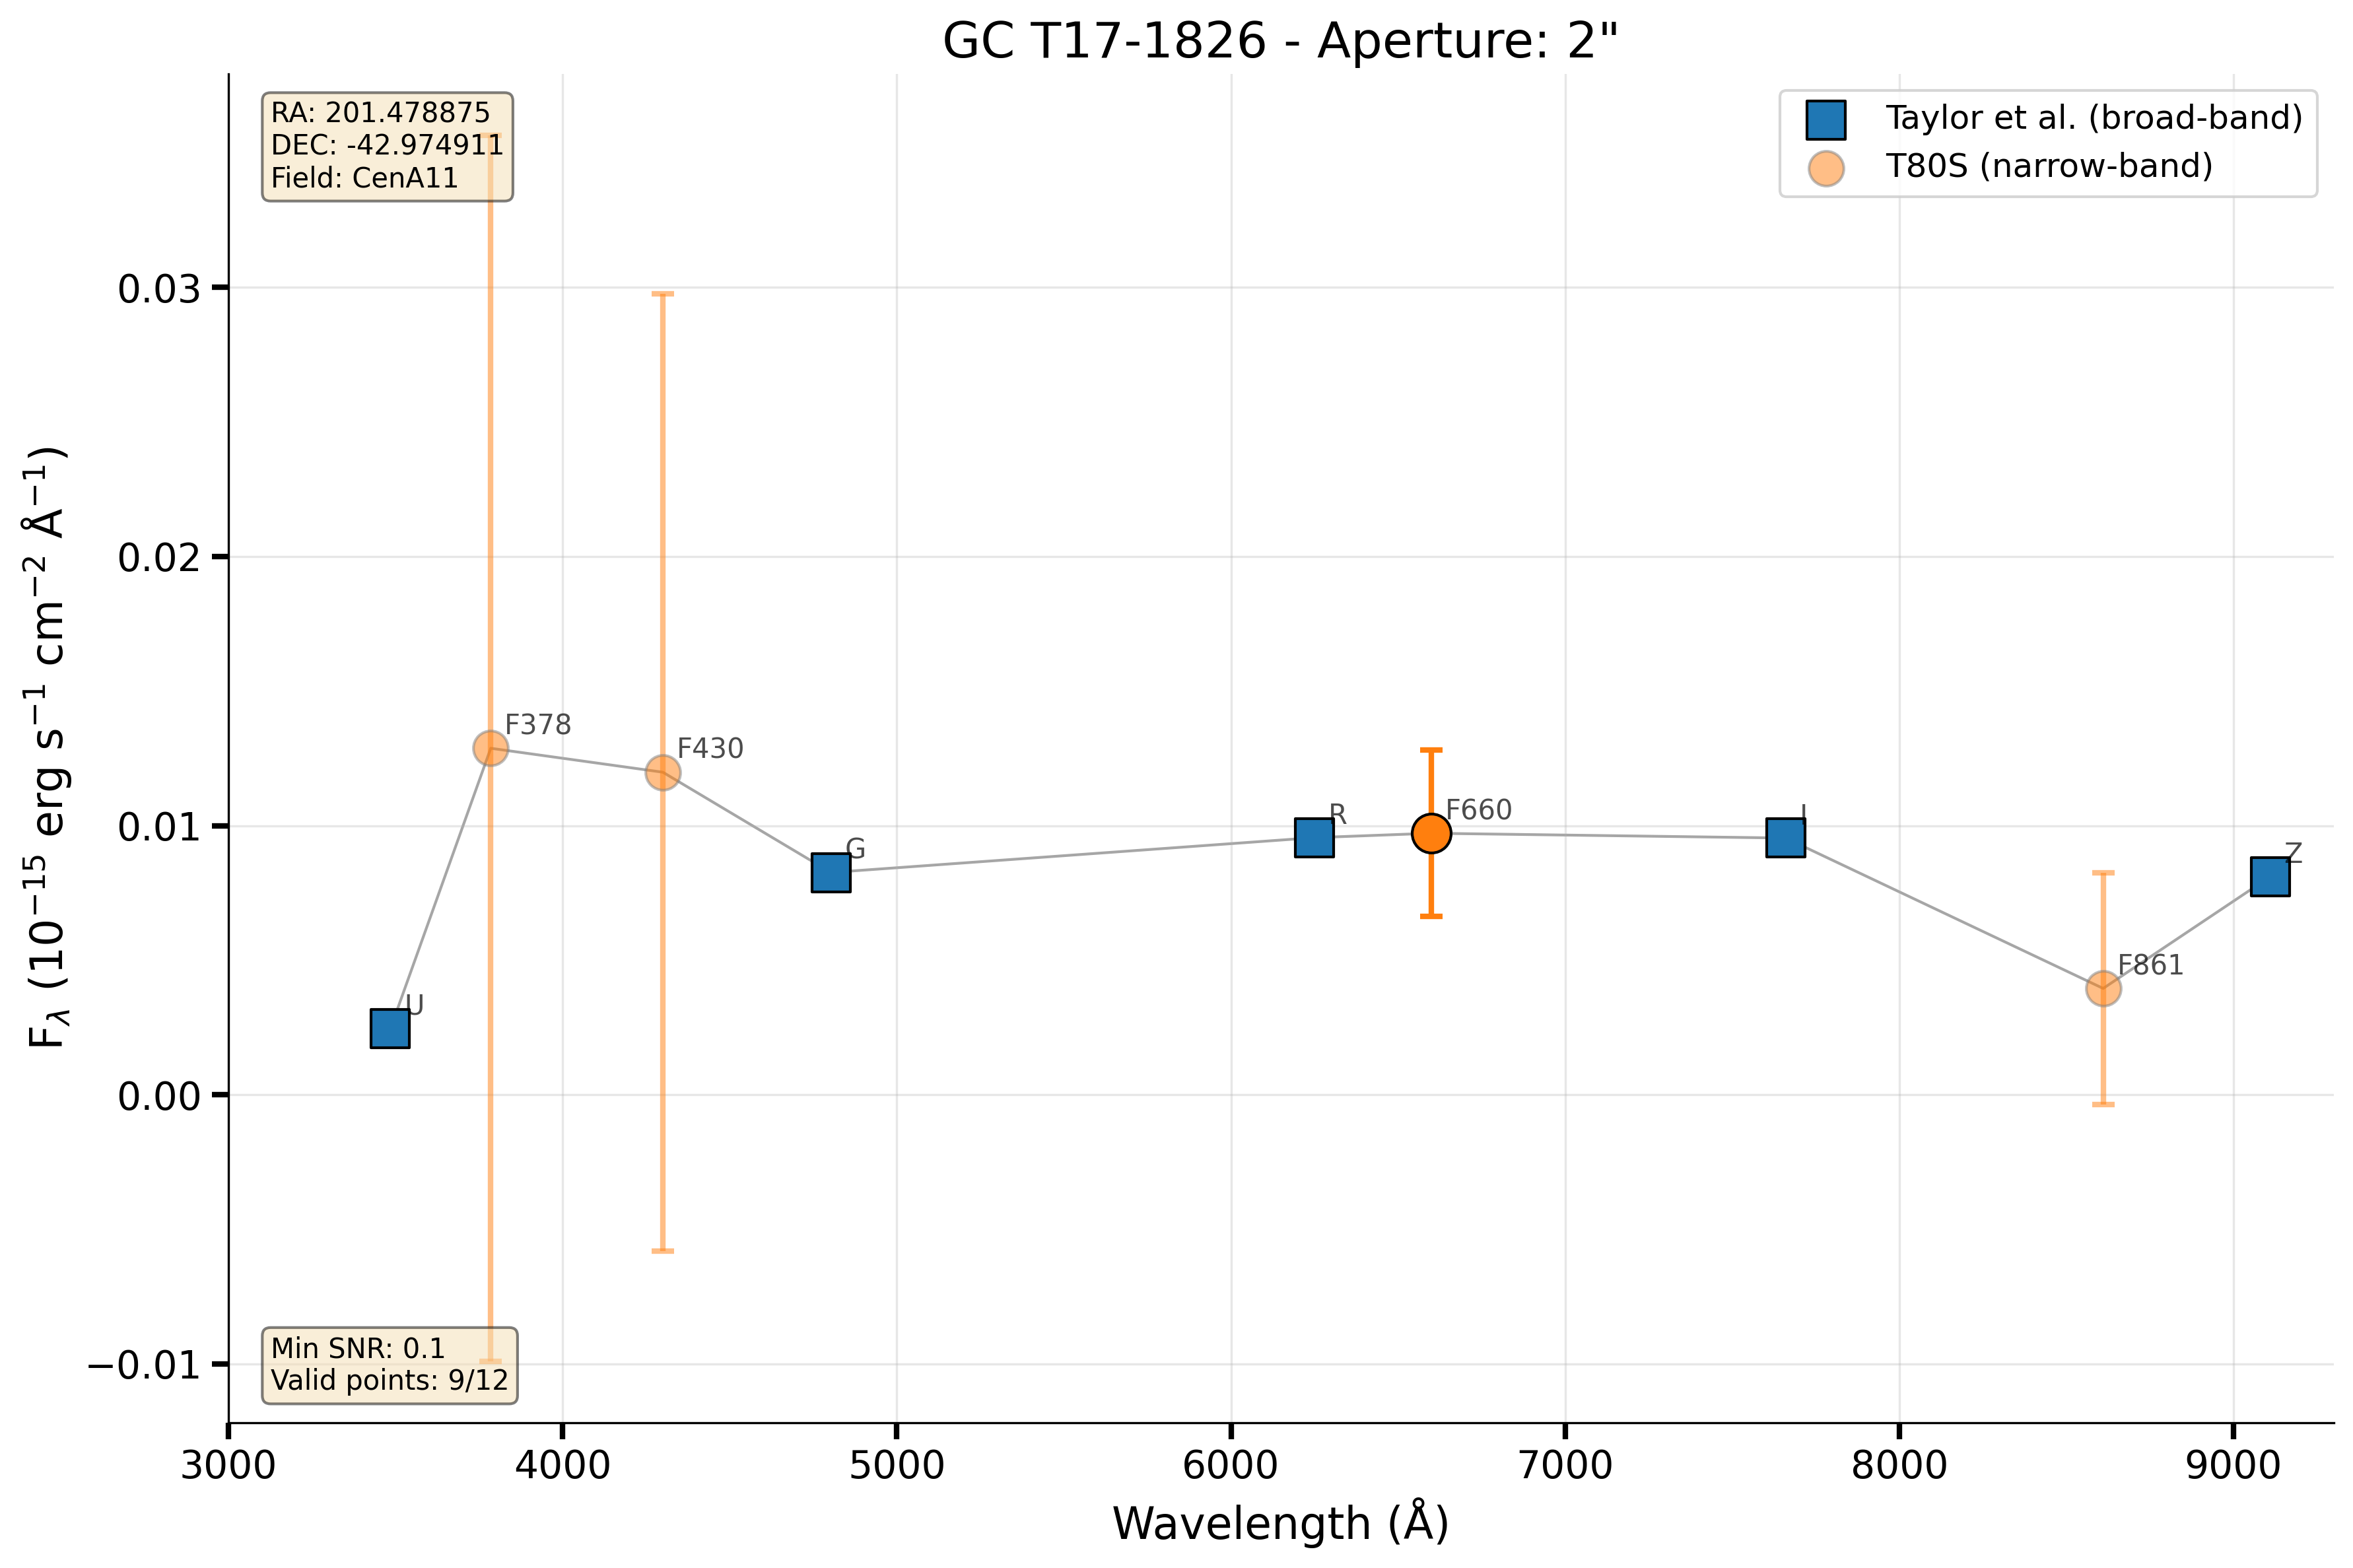 GC T17-1826 - Aperture: 2"
RA: 201.478875
DEC: -42.974911
Field: CenA11
Taylor et al. (broad-band)
T80S (narrow-band)
F_λ (10⁻¹⁵ erg s⁻¹ cm⁻² Å⁻¹)
0.03
0.02
0.01
0.00
−0.01
U
F378
F430
G
R
F660
I
F861
Z
Min SNR: 0.1
Valid points: 9/12
3000 4000 5000 6000 7000 8000 9000
Wavelength (Å)